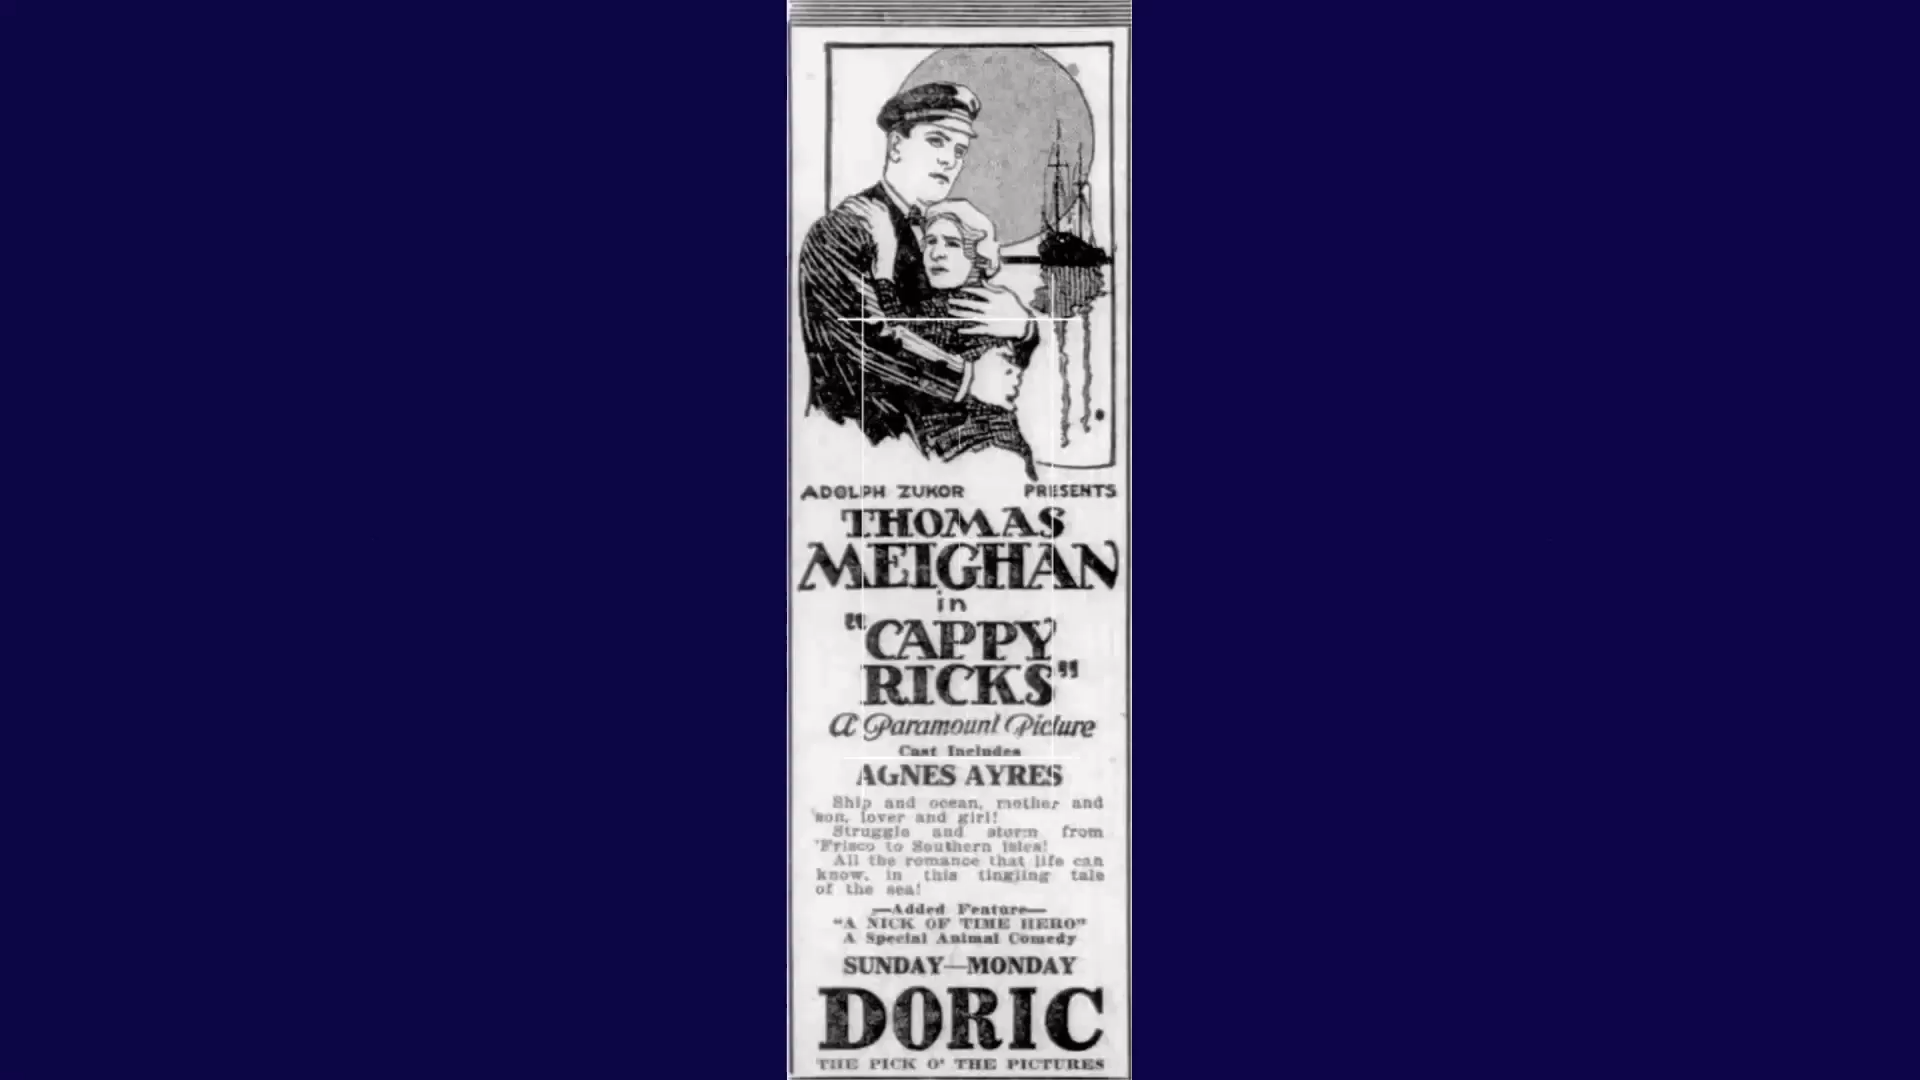 ADOLPH ZUKOR PRESENTS
THOMAS
MEIGHAN
in
"CAPPY
RICKS"
A Paramount Picture
Cast Includes
AGNES AYRES
Ship and ocean, mother and
son, lover and girl!
Struggle and storm from
'Frisco to Southern isles!
All the romance that life can
know, in this tingling tale
of the sea!
—Added Feature—
"A NICK OF TIME HERO"
A Special Animal Comedy
SUNDAY—MONDAY
DORIC
THE PICK O' THE PICTURES